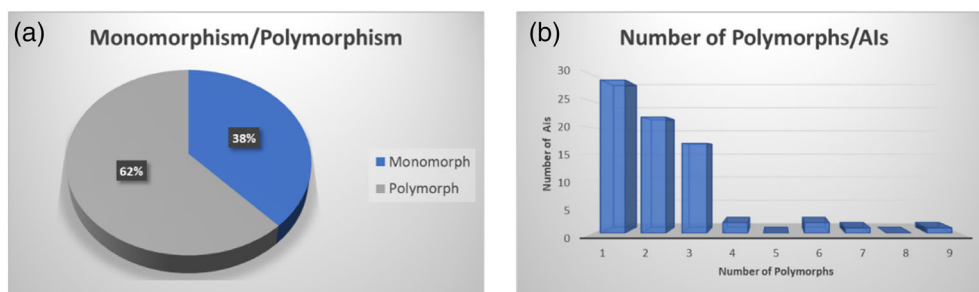 (a)
Monomorphism/Polymorphism
38%
62%
Monomorph
Polymorph
(b)
Number of Polymorphs/AIs
30
25
20
15
10
5
0
Number of Ais
1 2 3 4 5 6 7 8 9
Number of Polymorphs